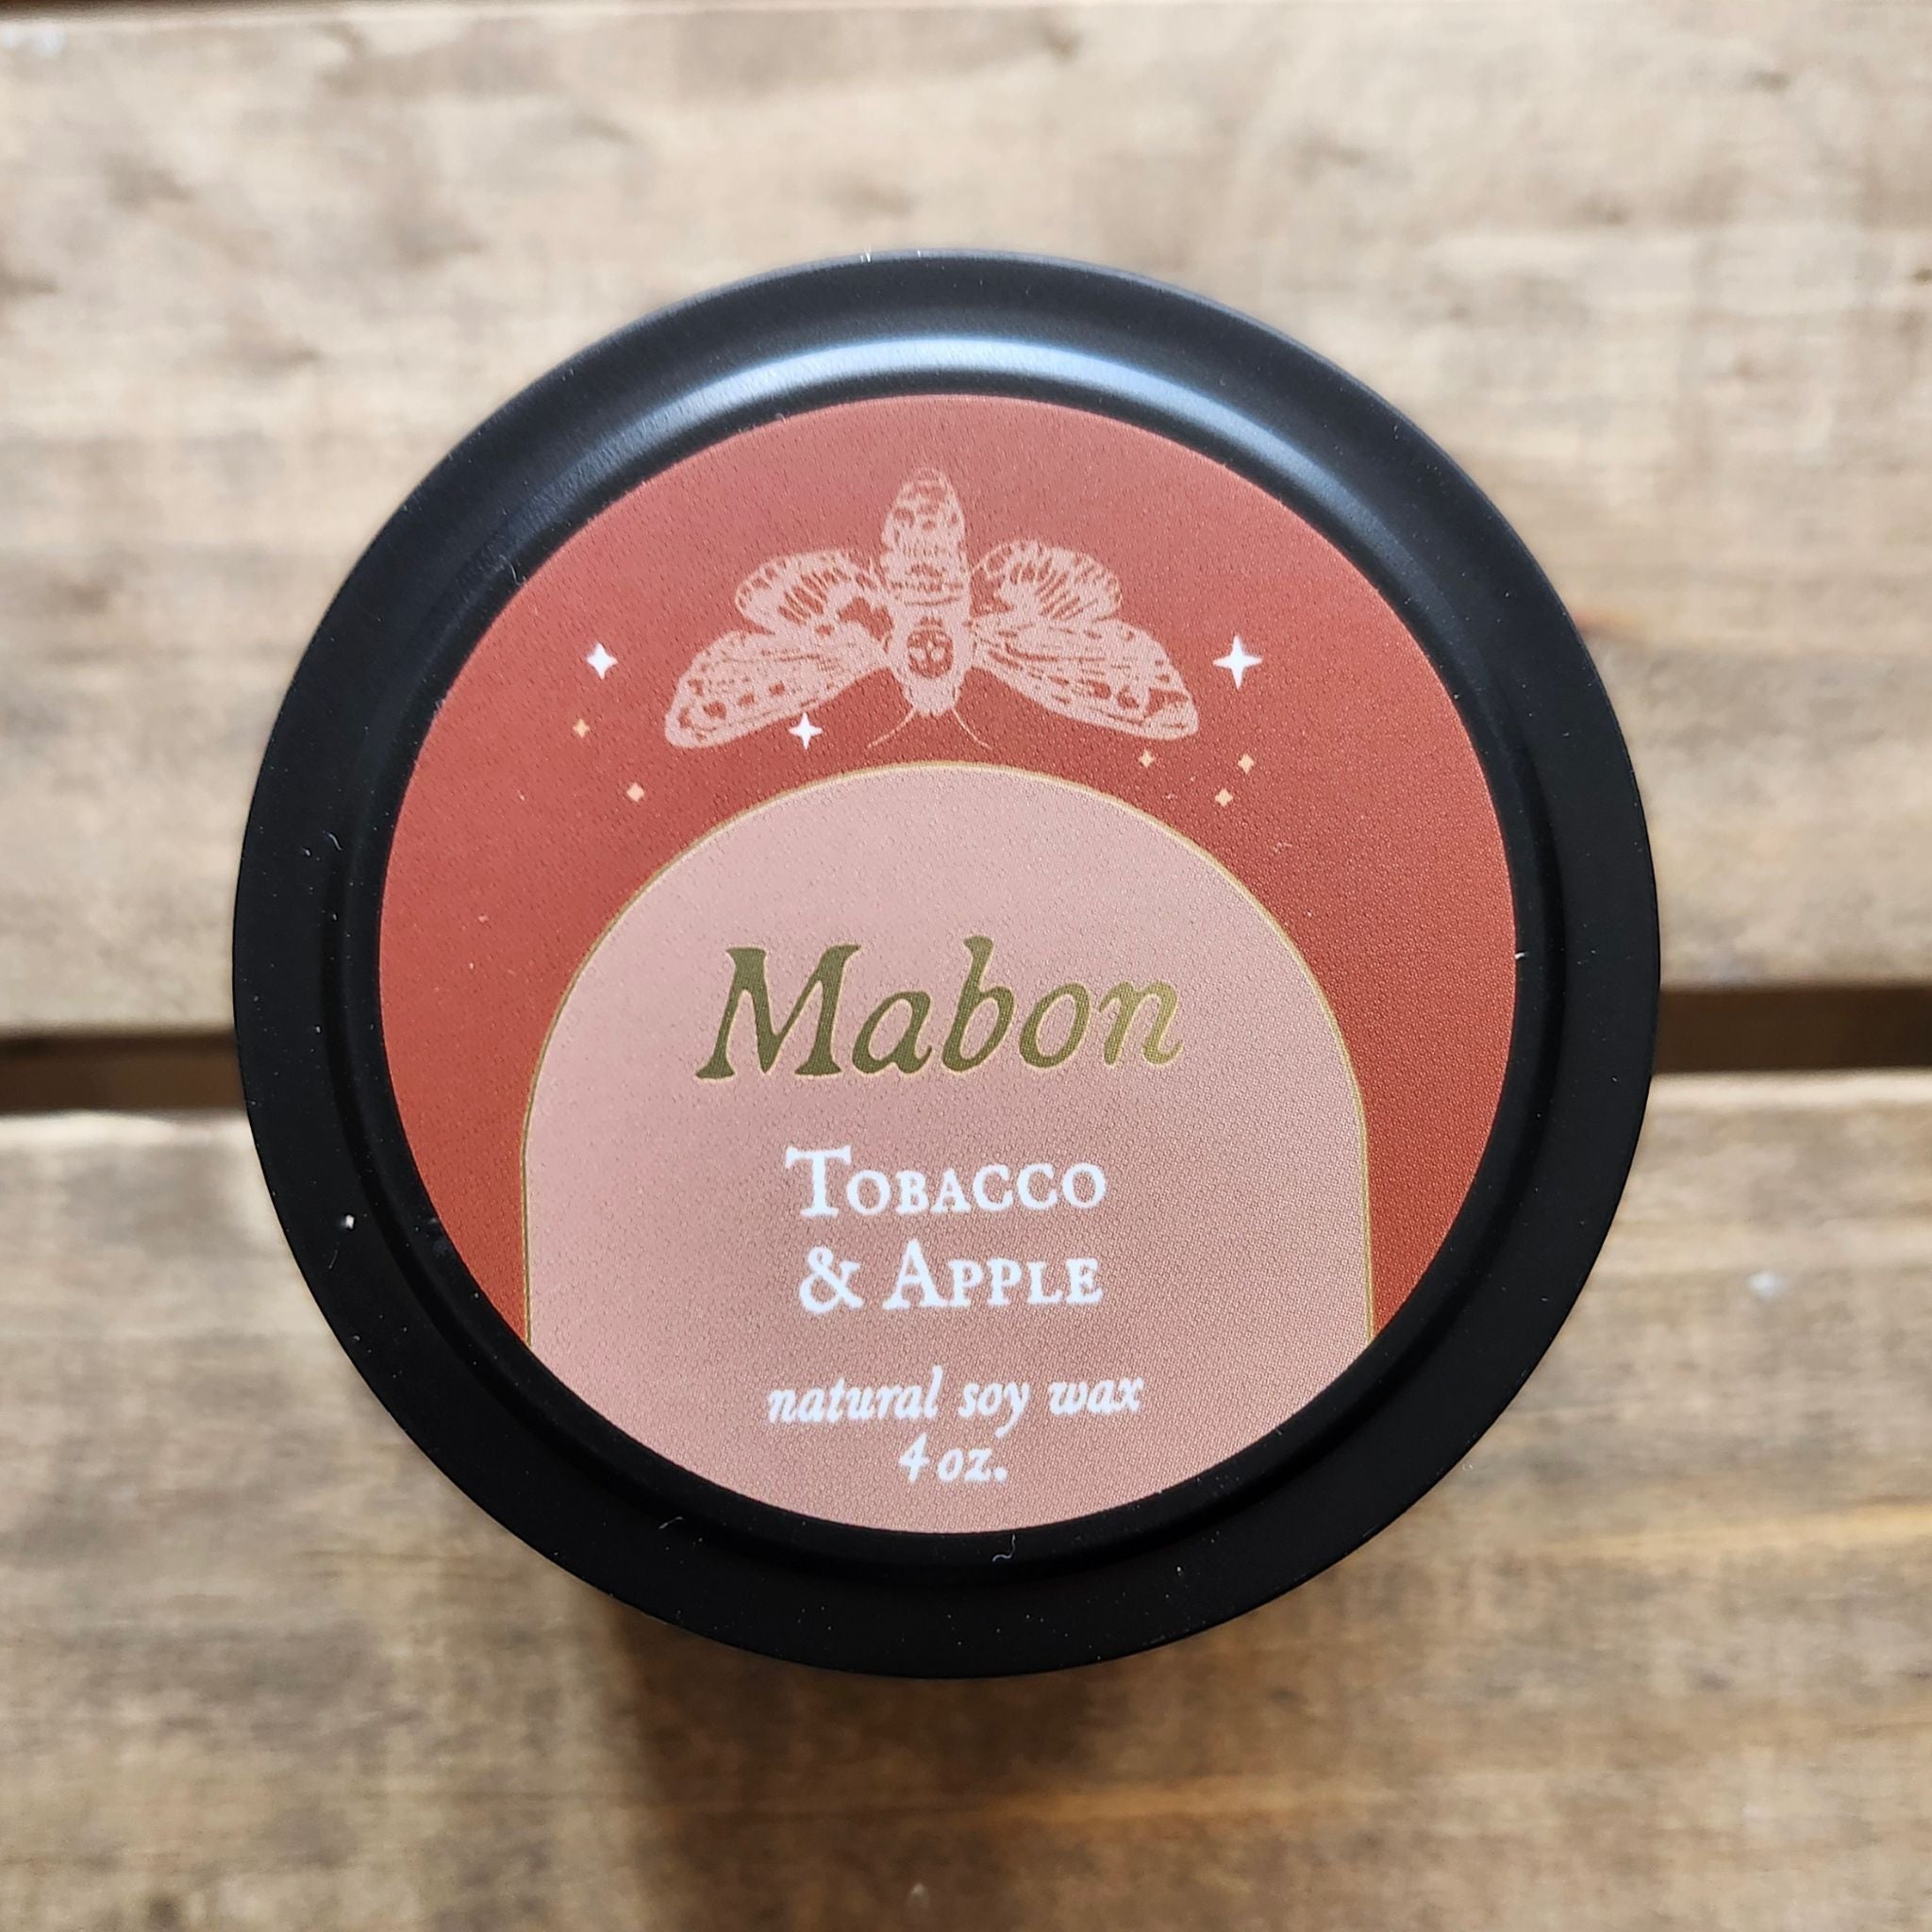 Mabon
Tobacco
& Apple
natural soy wax
4 oz.